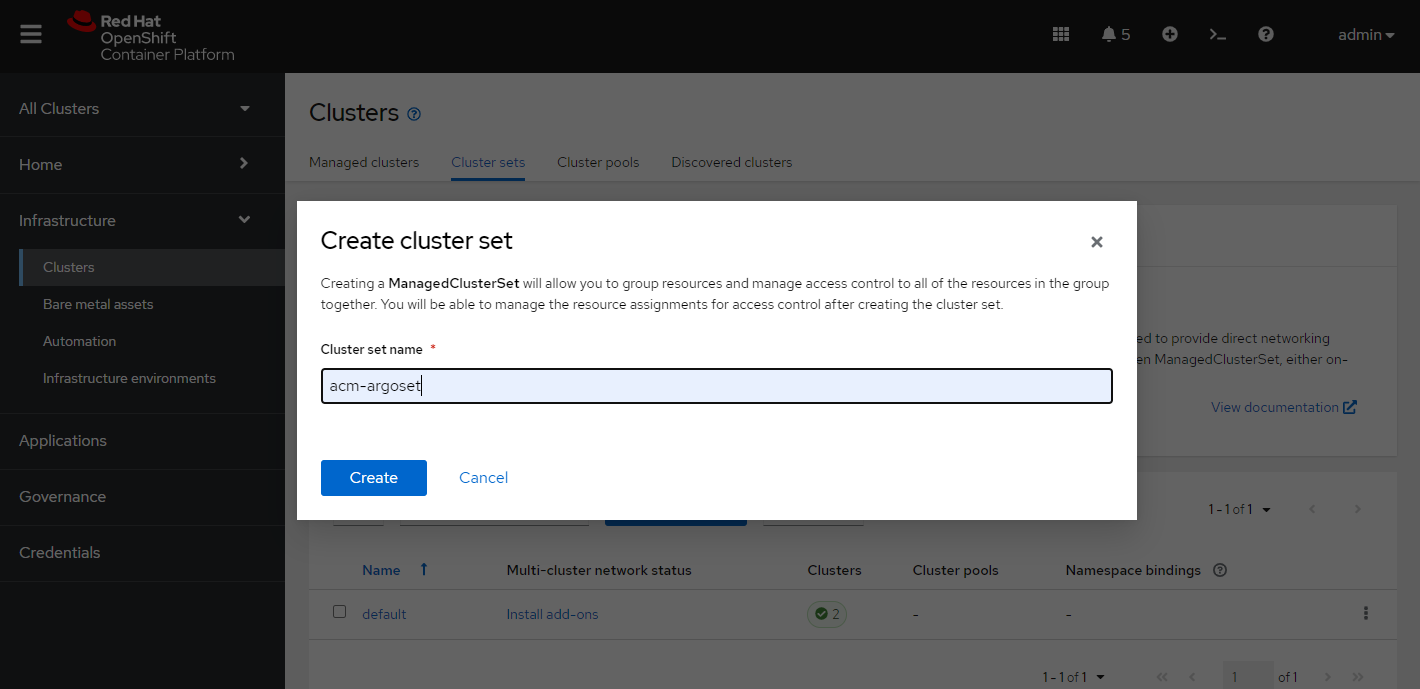 Red Hat
OpenShift
Container Platform
5
admin
All Clusters
Home
Infrastructure
Clusters
Bare metal assets
Automation
Infrastructure environments
Applications
Governance
Credentials
Clusters
Managed clusters
Cluster sets
Cluster pools
Discovered clusters
Create cluster set
Creating a ManagedClusterSet will allow you to group resources and manage access control to all of the resources in the group
together. You will be able to manage the resource assignments for access control after creating the cluster set.
Cluster set name *
acm-argoset
Create
Cancel
ed to provide direct networking
en ManagedClusterSet, either on-
View documentation
1 - 1 of 1
Name
Multi-cluster network status
Clusters
Cluster pools
Namespace bindings
default
Install add-ons
2
-
-
1 - 1 of 1
1
of 1